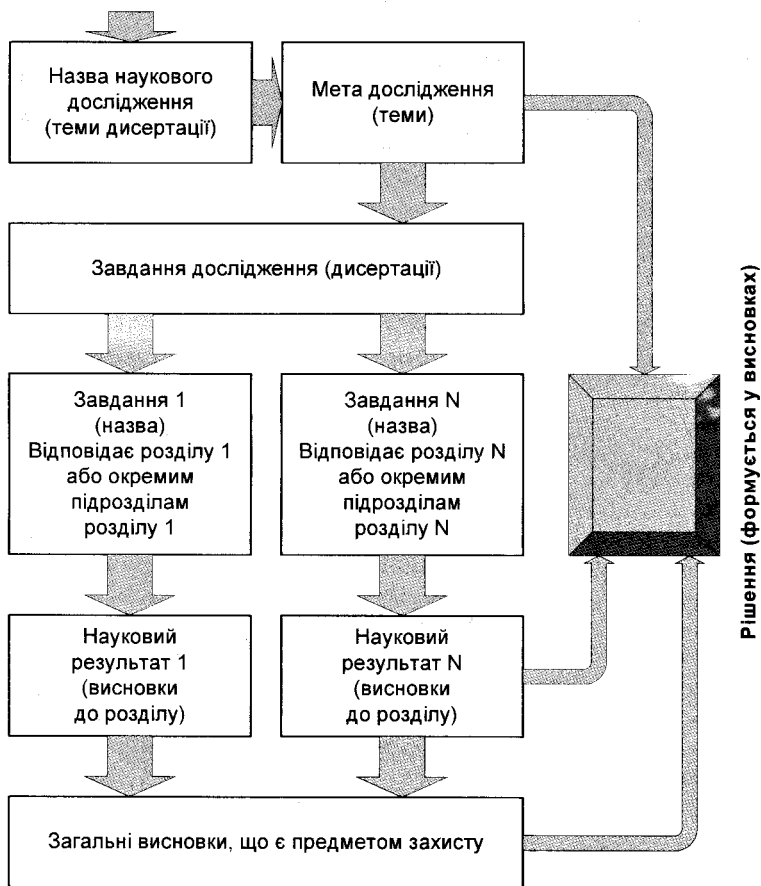 Назва наукового
дослідження
(теми дисертації)
Мета дослідження
(теми)
Завдання дослідження (дисертації)
Завдання 1
(назва)
Відповідає розділу 1
або окремим
підрозділам
розділу 1
Завдання N
(назва)
Відповідає розділу N
або окремим
підрозділам
розділу N
Рішення (формується у висновках)
Науковий
результат 1
(висновки
до розділу)
Науковий
результат N
(висновки
до розділу)
Загальні висновки, що є предметом захисту